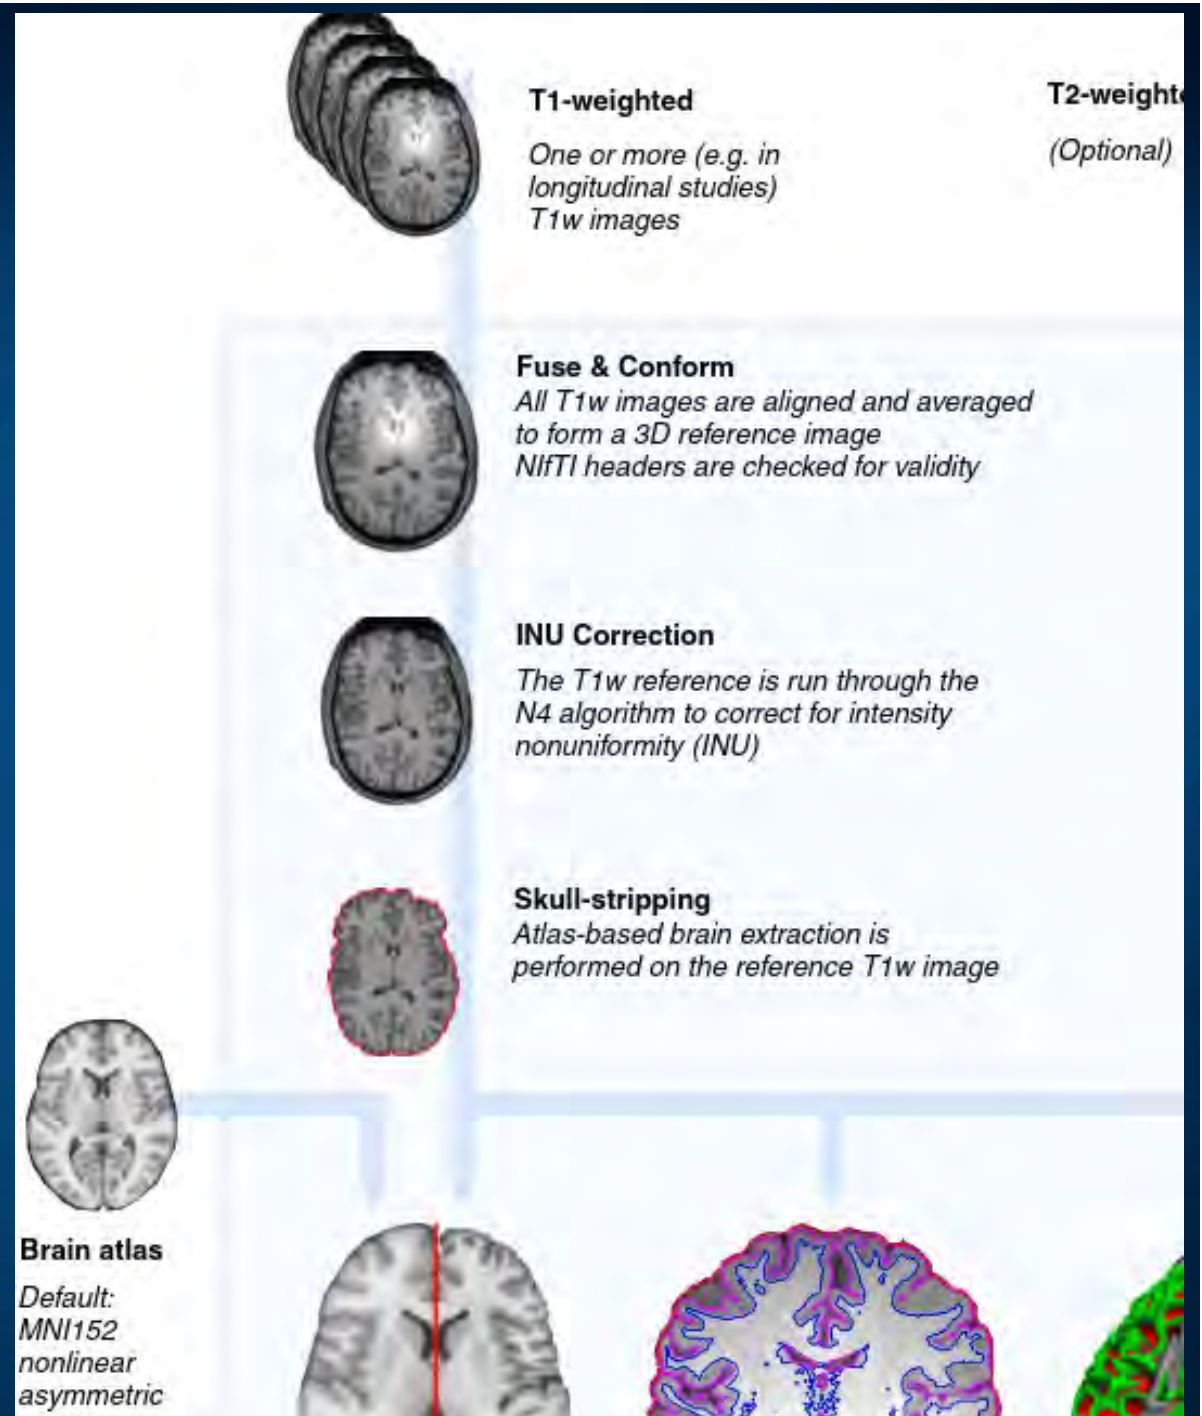 T1-weighted
One or more (e.g. in
longitudinal studies)
T1w images
(Optional)
Fuse & Conform
All T1w images are aligned and averaged
to form a 3D reference image
NIfTI headers are checked for validity
INU Correction
The T1w reference is run through the
N4 algorithm to correct for intensity
nonuniformity (INU)
Skull-stripping
Atlas-based brain extraction is
performed on the reference T1w image
Brain atlas
Default:
MNI152
nonlinear
asymmetric